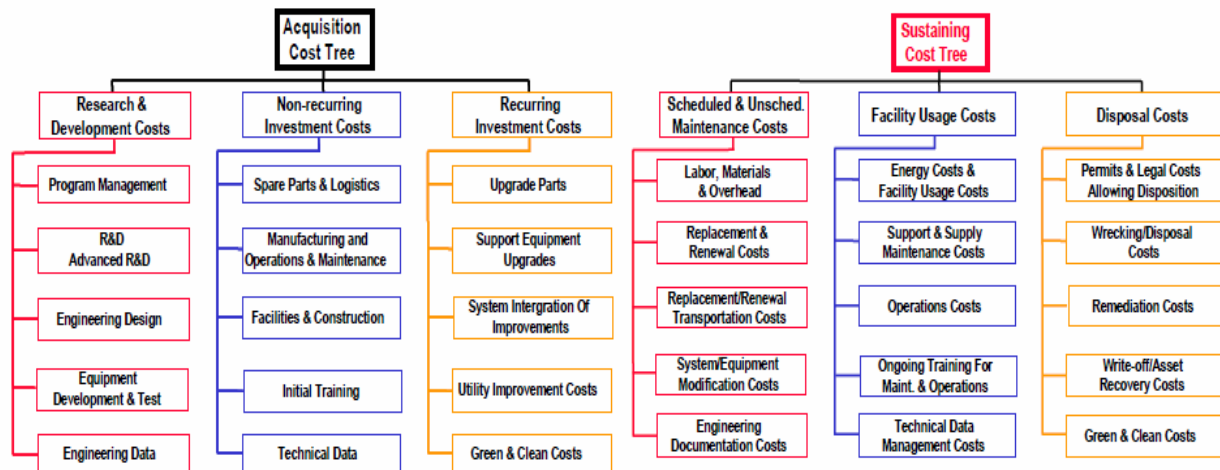 Acquisition
Cost Tree
Research &
Development Costs
Program Management
R&D
Advanced R&D
Engineering Design
Equipment
Development & Test
Engineering Data
Non-recurring
Investment Costs
Spare Parts & Logistics
Manufacturing and
Operations & Maintenance
Facilities & Construction
Initial Training
Technical Data
Recurring
Investment Costs
Upgrade Parts
Support Equipment
Upgrades
System Intergration Of
Improvements
Utility Improvement Costs
Green & Clean Costs
Sustaining
Cost Tree
Scheduled & Unsched.
Maintenance Costs
Labor, Materials
& Overhead
Replacement &
Renewal Costs
Replacement/Renewal
Transportation Costs
System/Equipment
Modification Costs
Engineering
Documentation Costs
Facility Usage Costs
Energy Costs &
Facility Usage Costs
Support & Supply
Maintenance Costs
Operations Costs
Ongoing Training For
Maint. & Operations
Technical Data
Management Costs
Disposal Costs
Permits & Legal Costs
Allowing Disposition
Wrecking/Disposal
Costs
Remediation Costs
Write-off/Asset
Recovery Costs
Green & Clean Costs